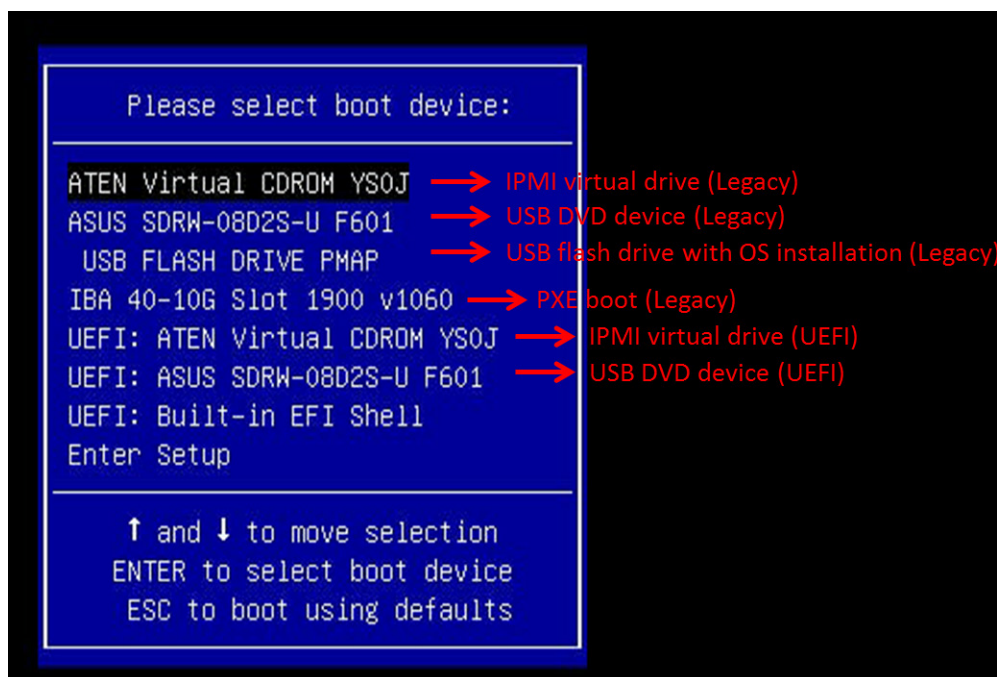 Please select boot device:
ATEN Virtual CDROM YS0J → IPMI virtual drive (Legacy)
ASUS SDRW-08D2S-U F601 → USB DVD device (Legacy)
USB FLASH DRIVE PMAP → USB flash drive with OS installation (Legacy)
IBA 40-10G Slot 1900 v1060 → PXE boot (Legacy)
UEFI: ATEN Virtual CDROM YS0J → IPMI virtual drive (UEFI)
UEFI: ASUS SDRW-08D2S-U F601 → USB DVD device (UEFI)
UEFI: Built-in EFI Shell
Enter Setup
↑ and ↓ to move selection
ENTER to select boot device
ESC to boot using defaults